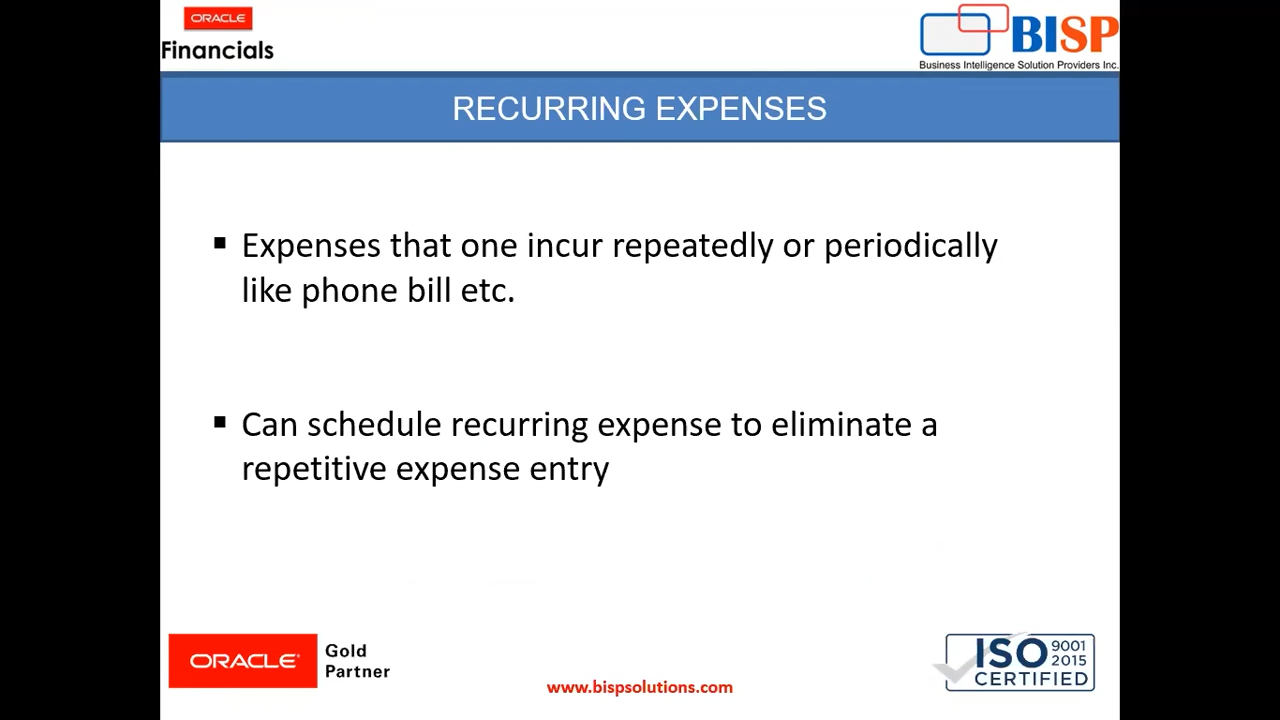 ORACLE
Financials
BISP
Business Intelligence Solution Providers Inc.
RECURRING EXPENSES
▪ Expenses that one incur repeatedly or periodically
like phone bill etc.
▪ Can schedule recurring expense to eliminate a
repetitive expense entry
ORACLE®
Gold
Partner
www.bispsolutions.com
ISO 9001
2015
CERTIFIED